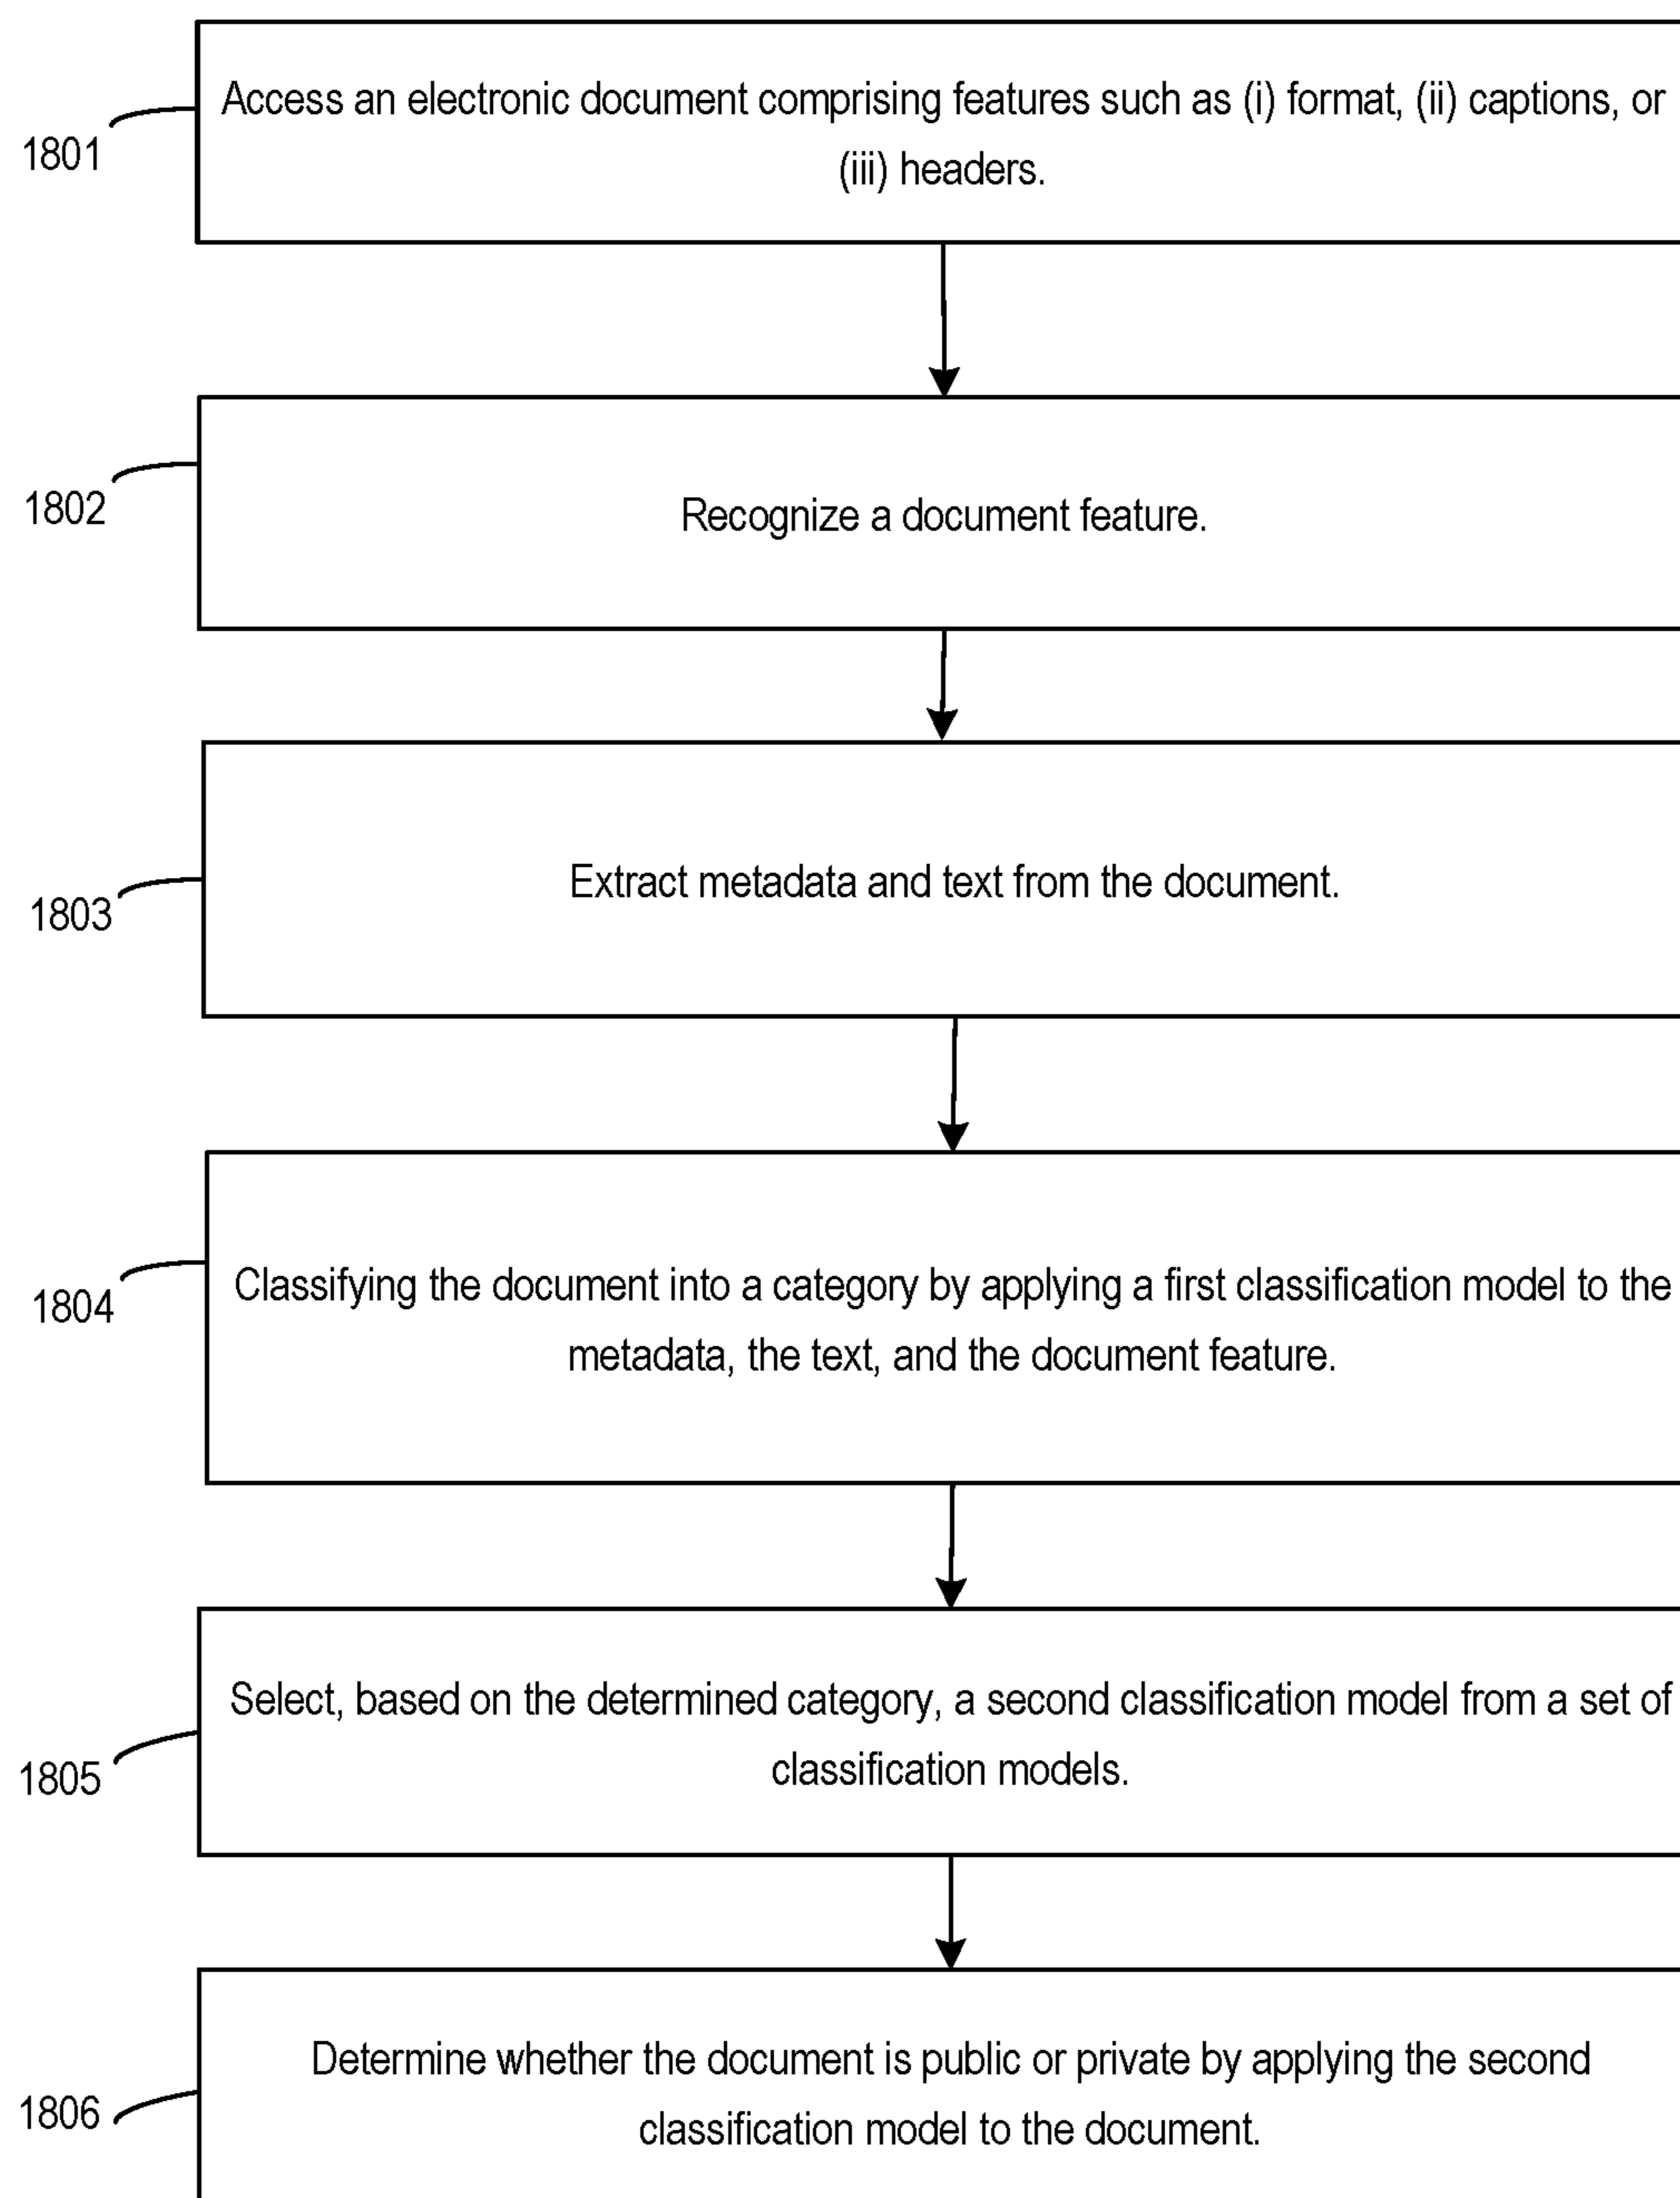 Access an electronic document comprising features such as (i) format, (ii) captions, or
(iii) headers.
1801
Recognize a document feature.
1802
Extract metadata and text from the document.
1803
Classifying the document into a category by applying a first classification model to the
metadata, the text, and the document feature.
1804
Select, based on the determined category, a second classification model from a set of
classification models.
1805
Determine whether the document is public or private by applying the second
classification model to the document.
1806